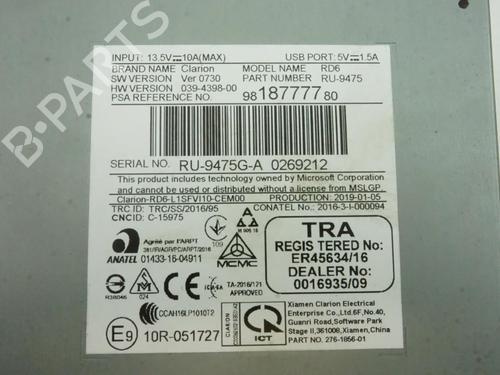 INPUT: 13.5V⎓10A(MAX) USB PORT: 5V⎓1.5A
BRAND NAME Clarion MODEL NAME RD6
SW VERSION Ver 0730 PART NUMBER RU-9475
HW VERSION 039-4398-00
PSA REFERENCE NO. 98187777 80
SERIAL NO. RU-9475G-A 0269212
This product includes technology owned by Microsoft Corporation
and cannot be used or distributed without a license from MSLGP.
Clarion-RD6-L1SFVI10-CEM00 PRODUCTION :2019-01-05
TRC ID: TRC/SS/2016/95 CONATEL No.: 2016-3-I-000094
CNCID: C-15975
Agréé par l'ARPT
ANATEL 01433-16-04911
109
MCMC
TRA
REGIS TERED No:
ER45634/16
DEALER No:
0016935/09
024
TA-2016/121
APPROVED
CCAH16LP1010T2
E9 10R-051727
CLARION
ICT
Xiamen Clarion Electrical
Enterprise Co.,Ltd.6F,No.40,
Guanri Road,Software Park
Stage II,361008,Xiamen,China
PART NO. 276-1856-01
B-PARTS